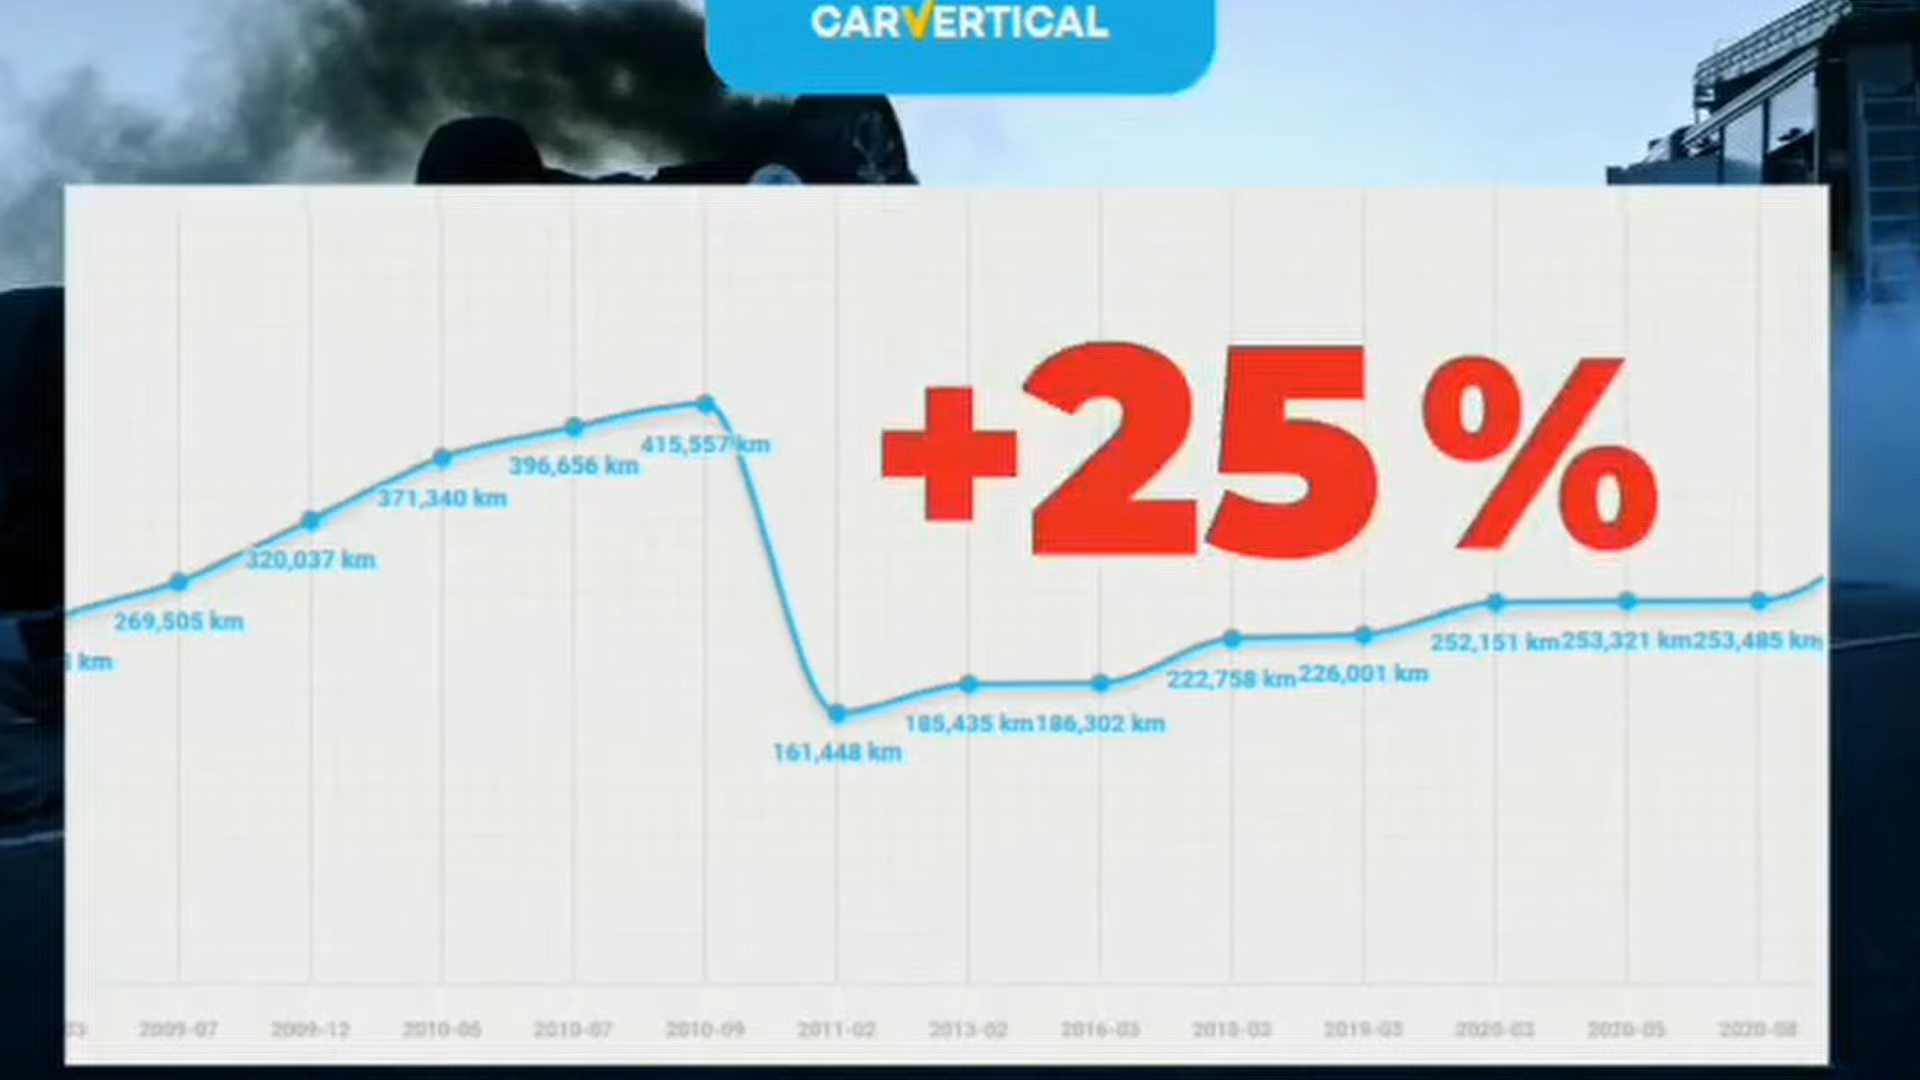 CARVERTICAL
+25%
415,557 km
396,656 km
371,340 km
320,037 km
269,505 km
252,151 km 253,321 km 253,485 km
km
222,758 km 226,001 km
185,435 km 186,302 km
161,448 km
2009-07 2009-12 2010-05 2010-07 2010-09 2011-02 2013-02 2016-03 2018-03 2019-03 2020-03 2020-05 2020-08